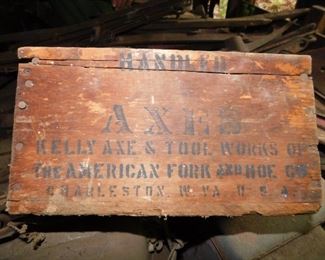 HANDLED
AXES
KELLY AXE & TOOL WORKS OF
THE AMERICAN FORK AND HOE CO.
CHARLESTON, W. VA. U. S. A.